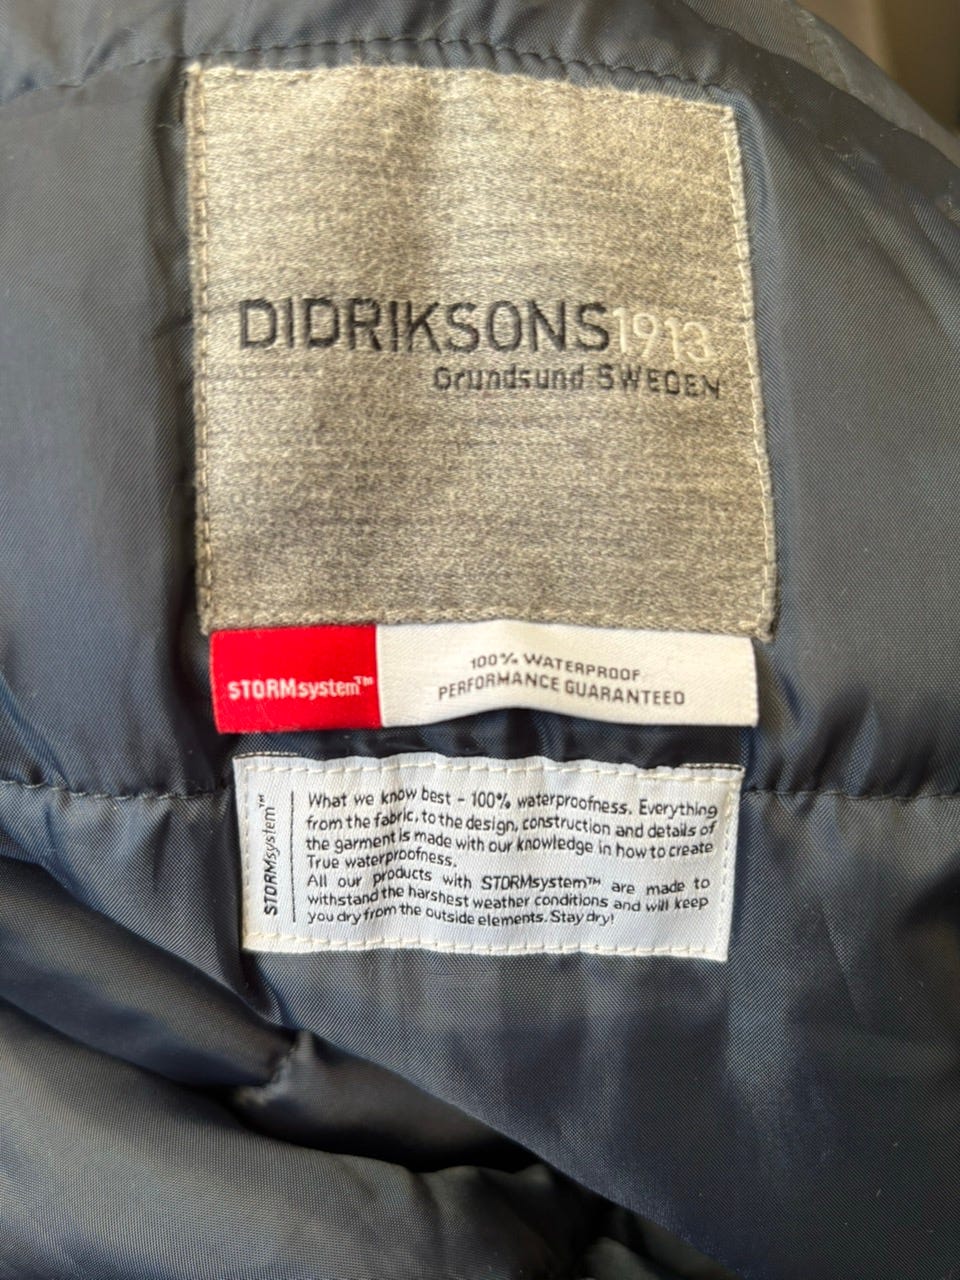 DIDRIKSONS1913
Grundsund SWEDEN
STORMsystem™
100% WATERPROOF
PERFORMANCE GUARANTEED
STORMsystem™
What we know best - 100% waterproofness. Everything
from the fabric, to the design, construction and details of
the garment is made with our knowledge in how to create
True waterproofness.
All our products with STORMsystem™ are made to
withstand the harshest weather conditions and will keep
you dry from the outside elements. Stay dry!